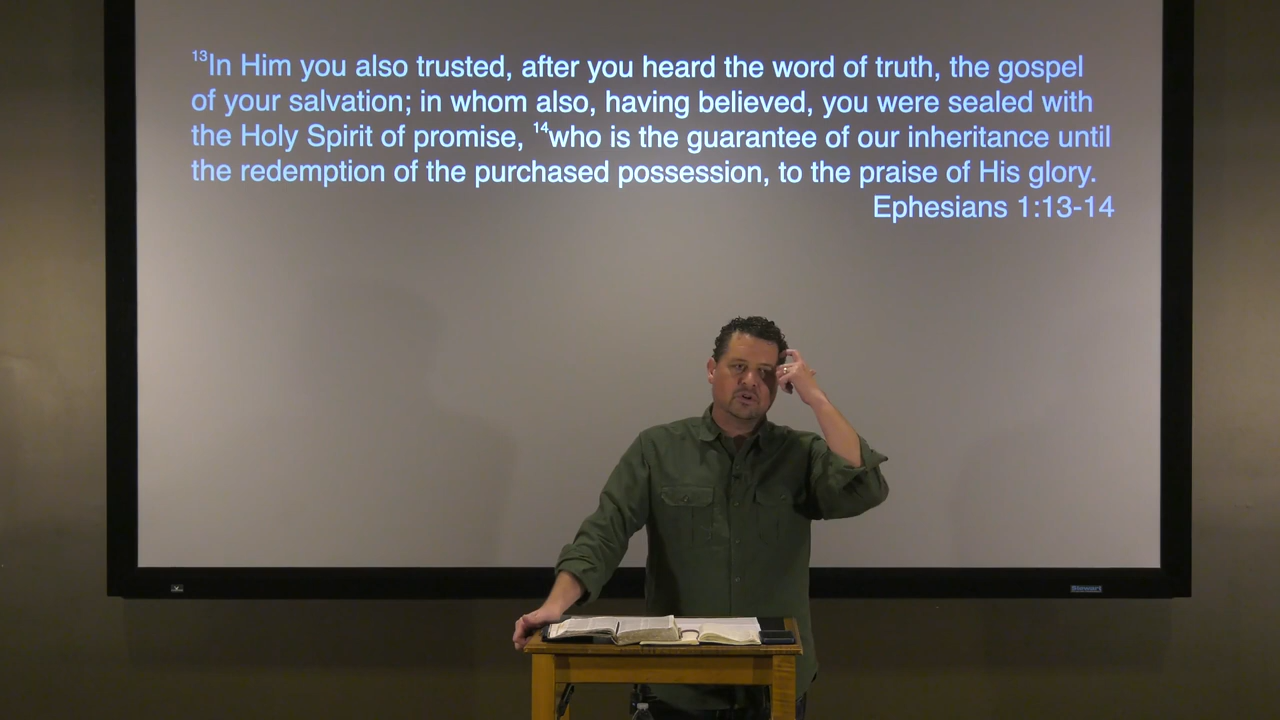 13In Him you also trusted, after you heard the word of truth, the gospel
of your salvation; in whom also, having believed, you were sealed with
the Holy Spirit of promise, 14who is the guarantee of our inheritance until
the redemption of the purchased possession, to the praise of His glory.
Ephesians 1:13-14